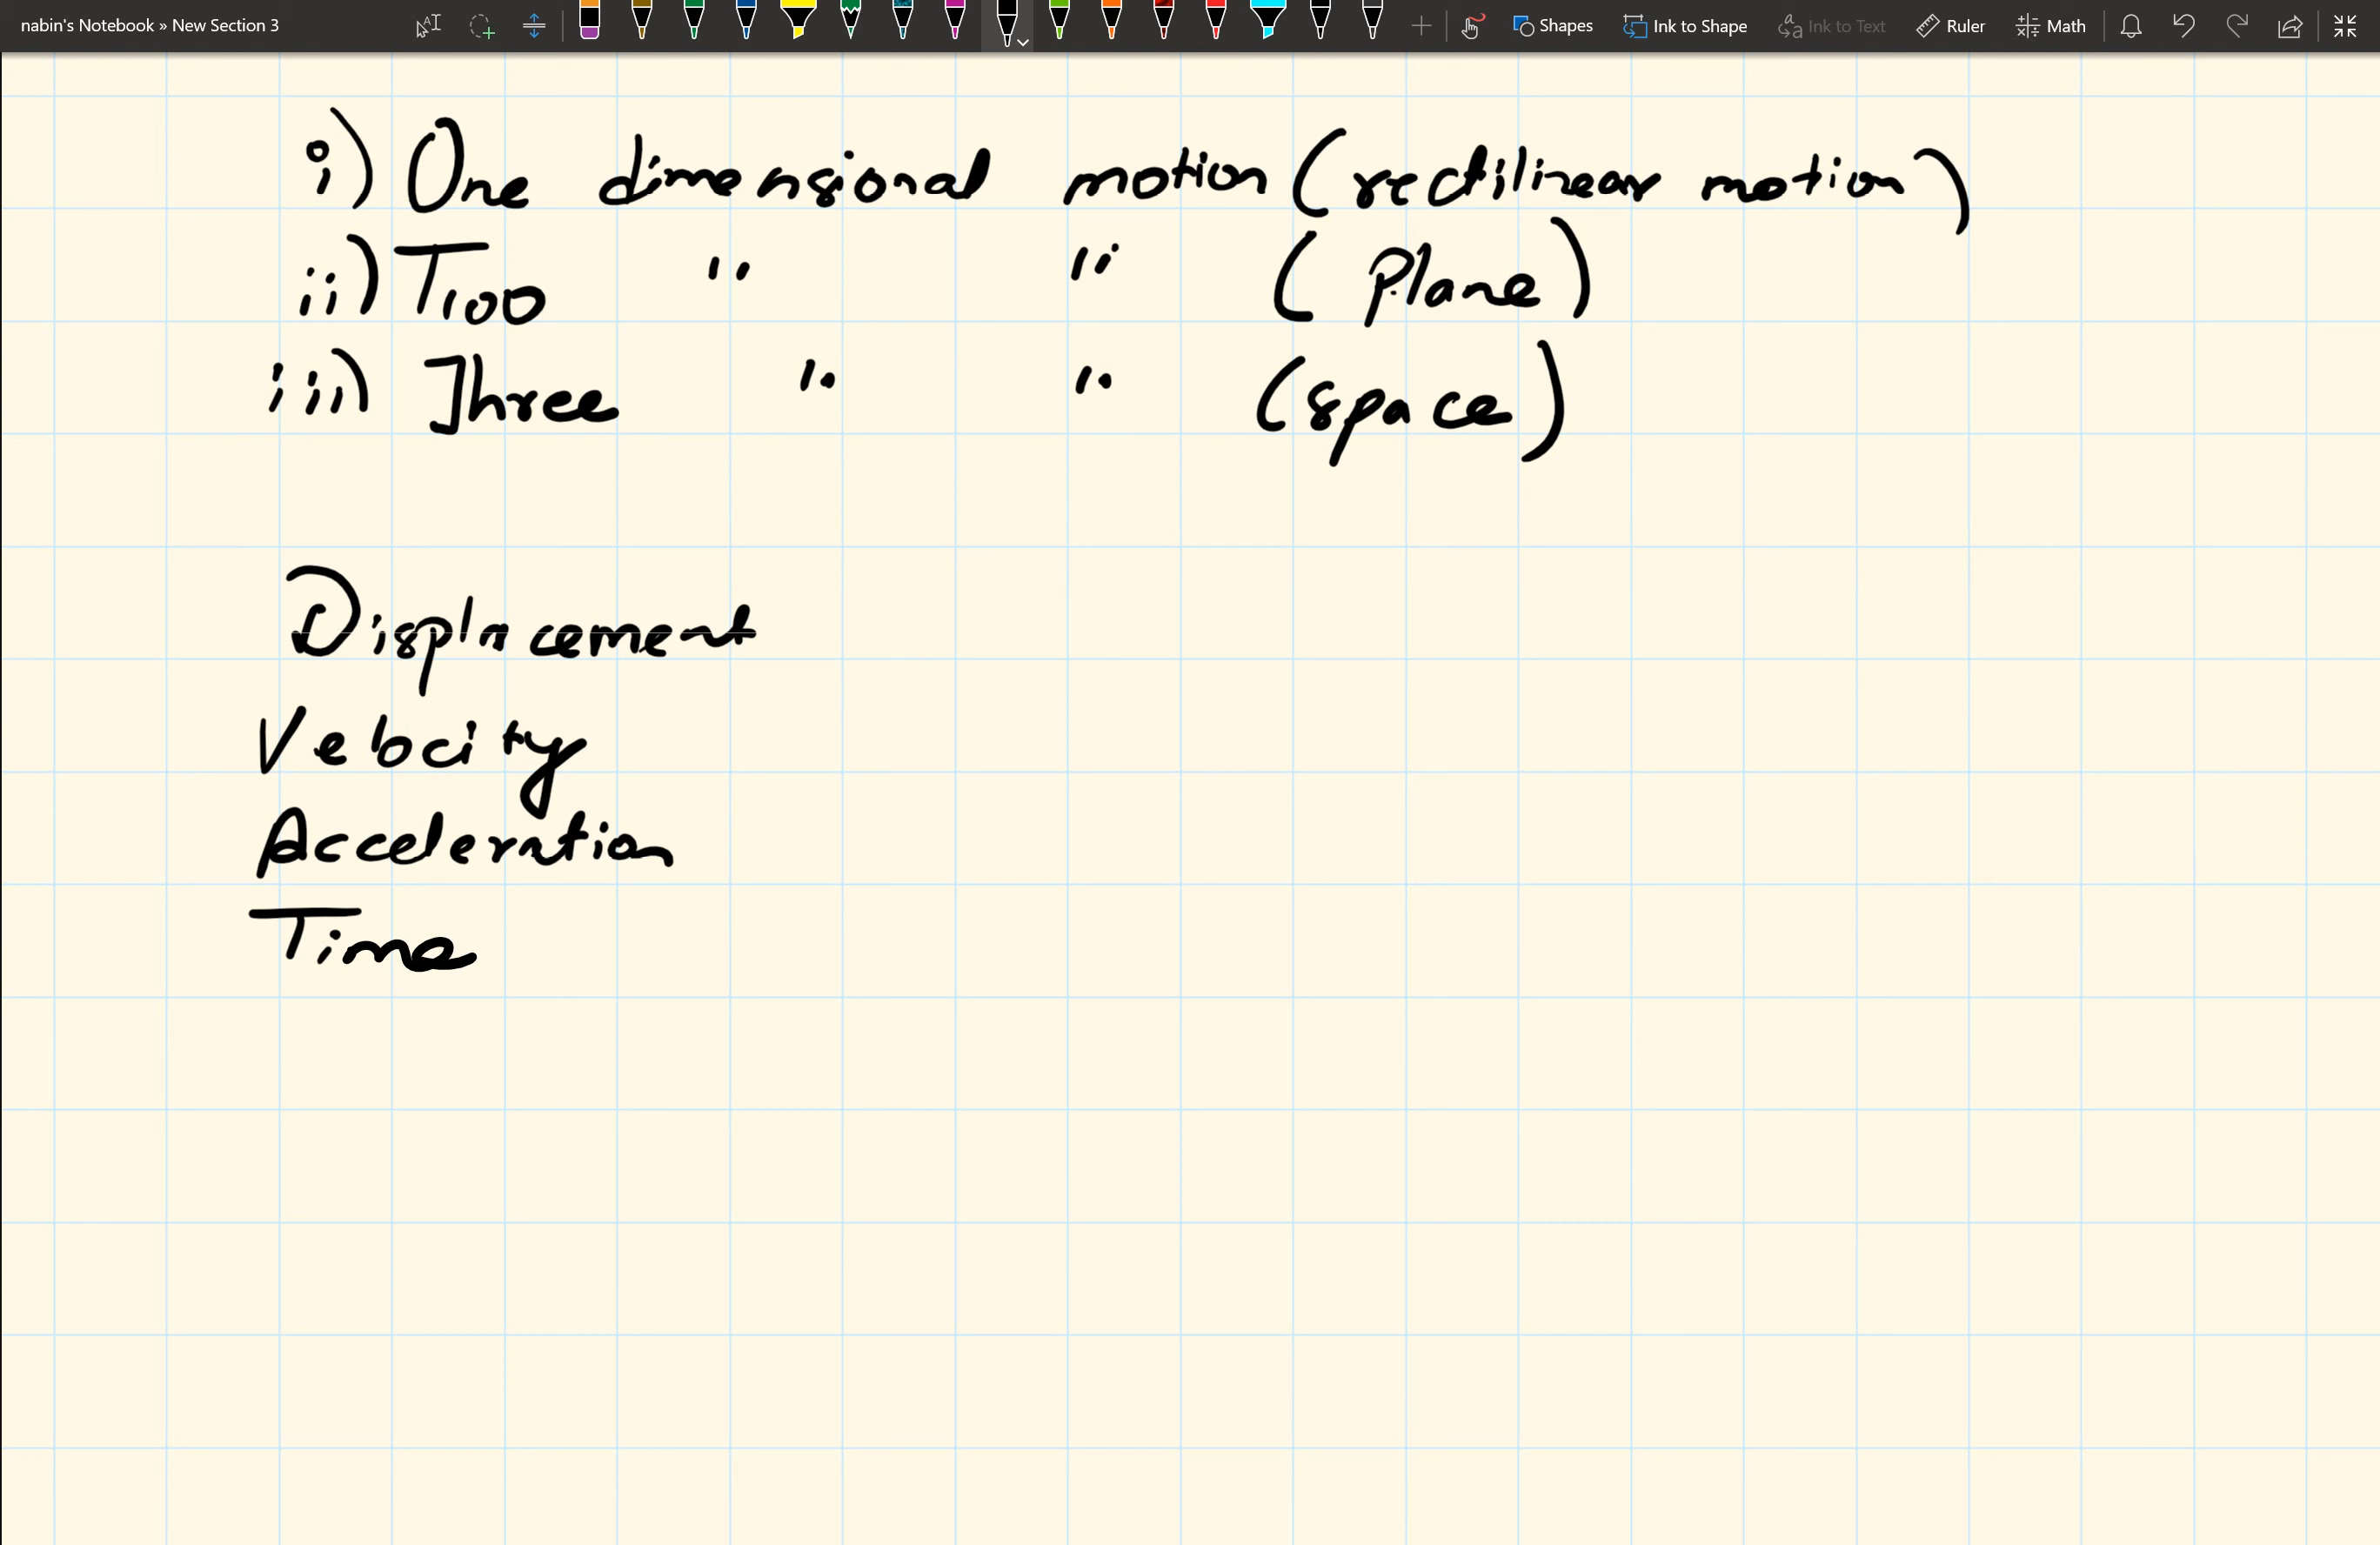 nabin's Notebook » New Section 3 Shapes Ink to Shape Ink to Text Ruler Math
i) One dimensional motion (rectilinear motion)
ii) Two " " (Plane)
iii) Three " " (space)
Displacement
Velocity
Acceleration
Time